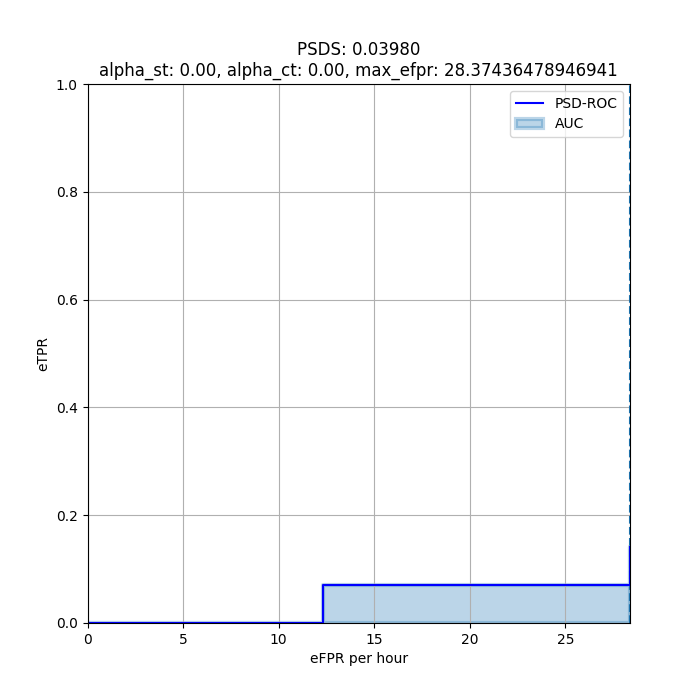 PSDS: 0.03980
alpha_st: 0.00, alpha_ct: 0.00, max_efpr: 28.37436478946941
PSD-ROC
AUC
1.0
0.8
0.6
0.4
0.2
0.0
eTPR
0 5 10 15 20 25
eFPR per hour